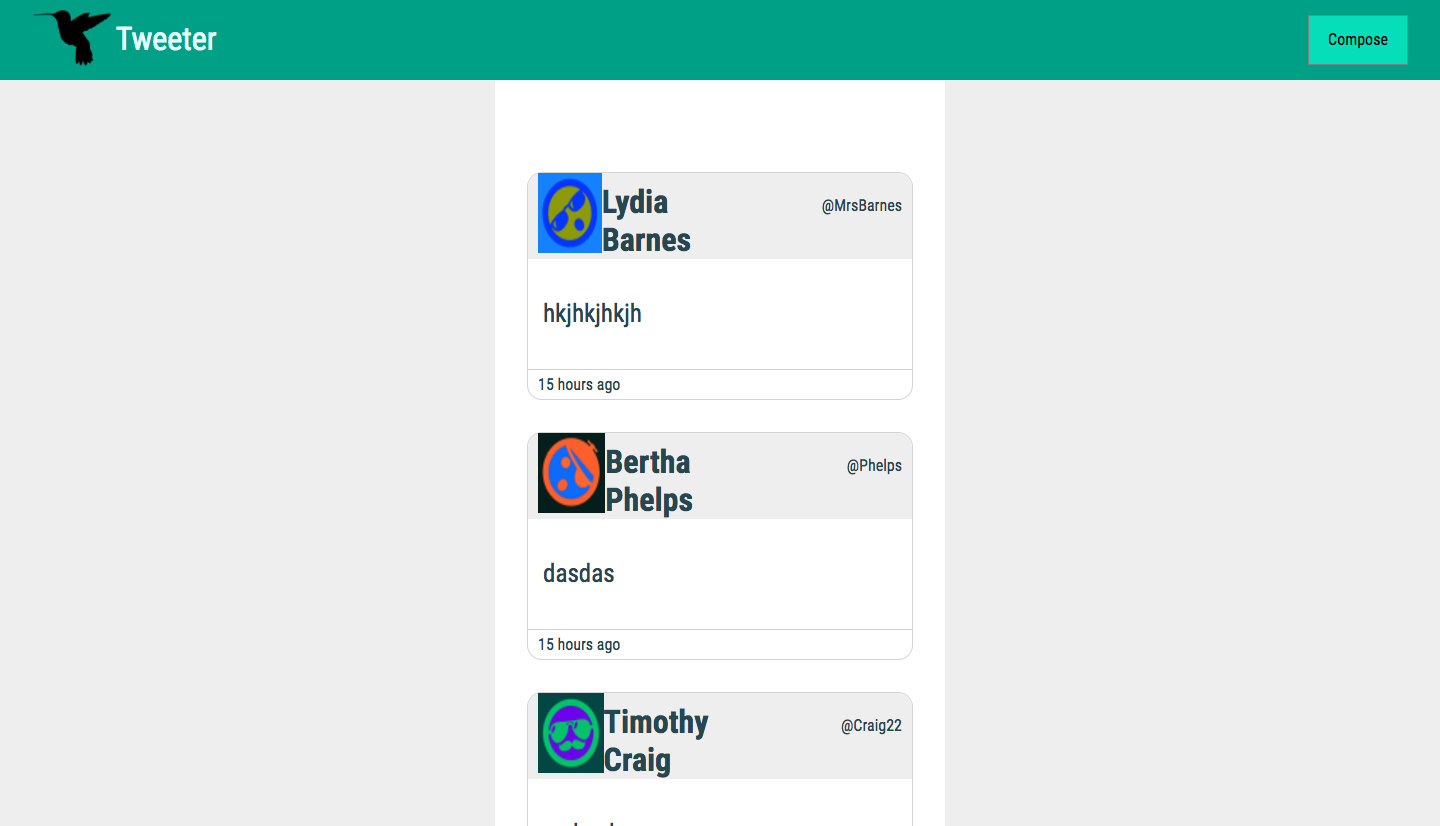 Tweeter
Compose
Lydia
Barnes
@MrsBarnes
hkjhkjhkjh
15 hours ago
Bertha
Phelps
@Phelps
dasdas
15 hours ago
Timothy
Craig
@Craig22